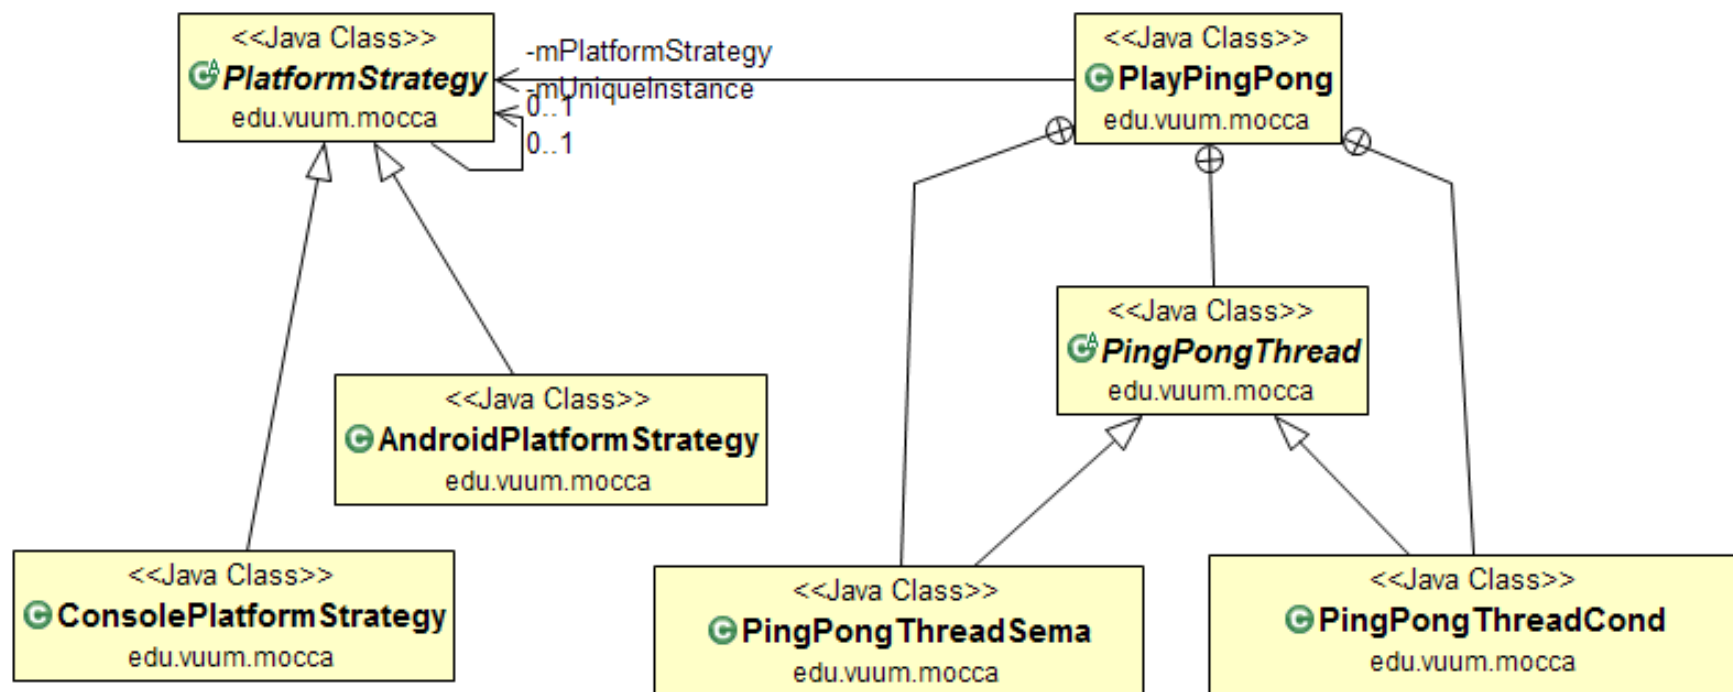 <<Java Class>>
PlatformStrategy
edu.vuum.mocca
-mPlatformStrategy
-mUniqueInstance
0..1
0..1
<<Java Class>>
PlayPingPong
edu.vuum.mocca
<<Java Class>>
PingPongThread
edu.vuum.mocca
<<Java Class>>
AndroidPlatformStrategy
edu.vuum.mocca
<<Java Class>>
ConsolePlatformStrategy
edu.vuum.mocca
<<Java Class>>
PingPongThreadSema
edu.vuum.mocca
<<Java Class>>
PingPongThreadCond
edu.vuum.mocca